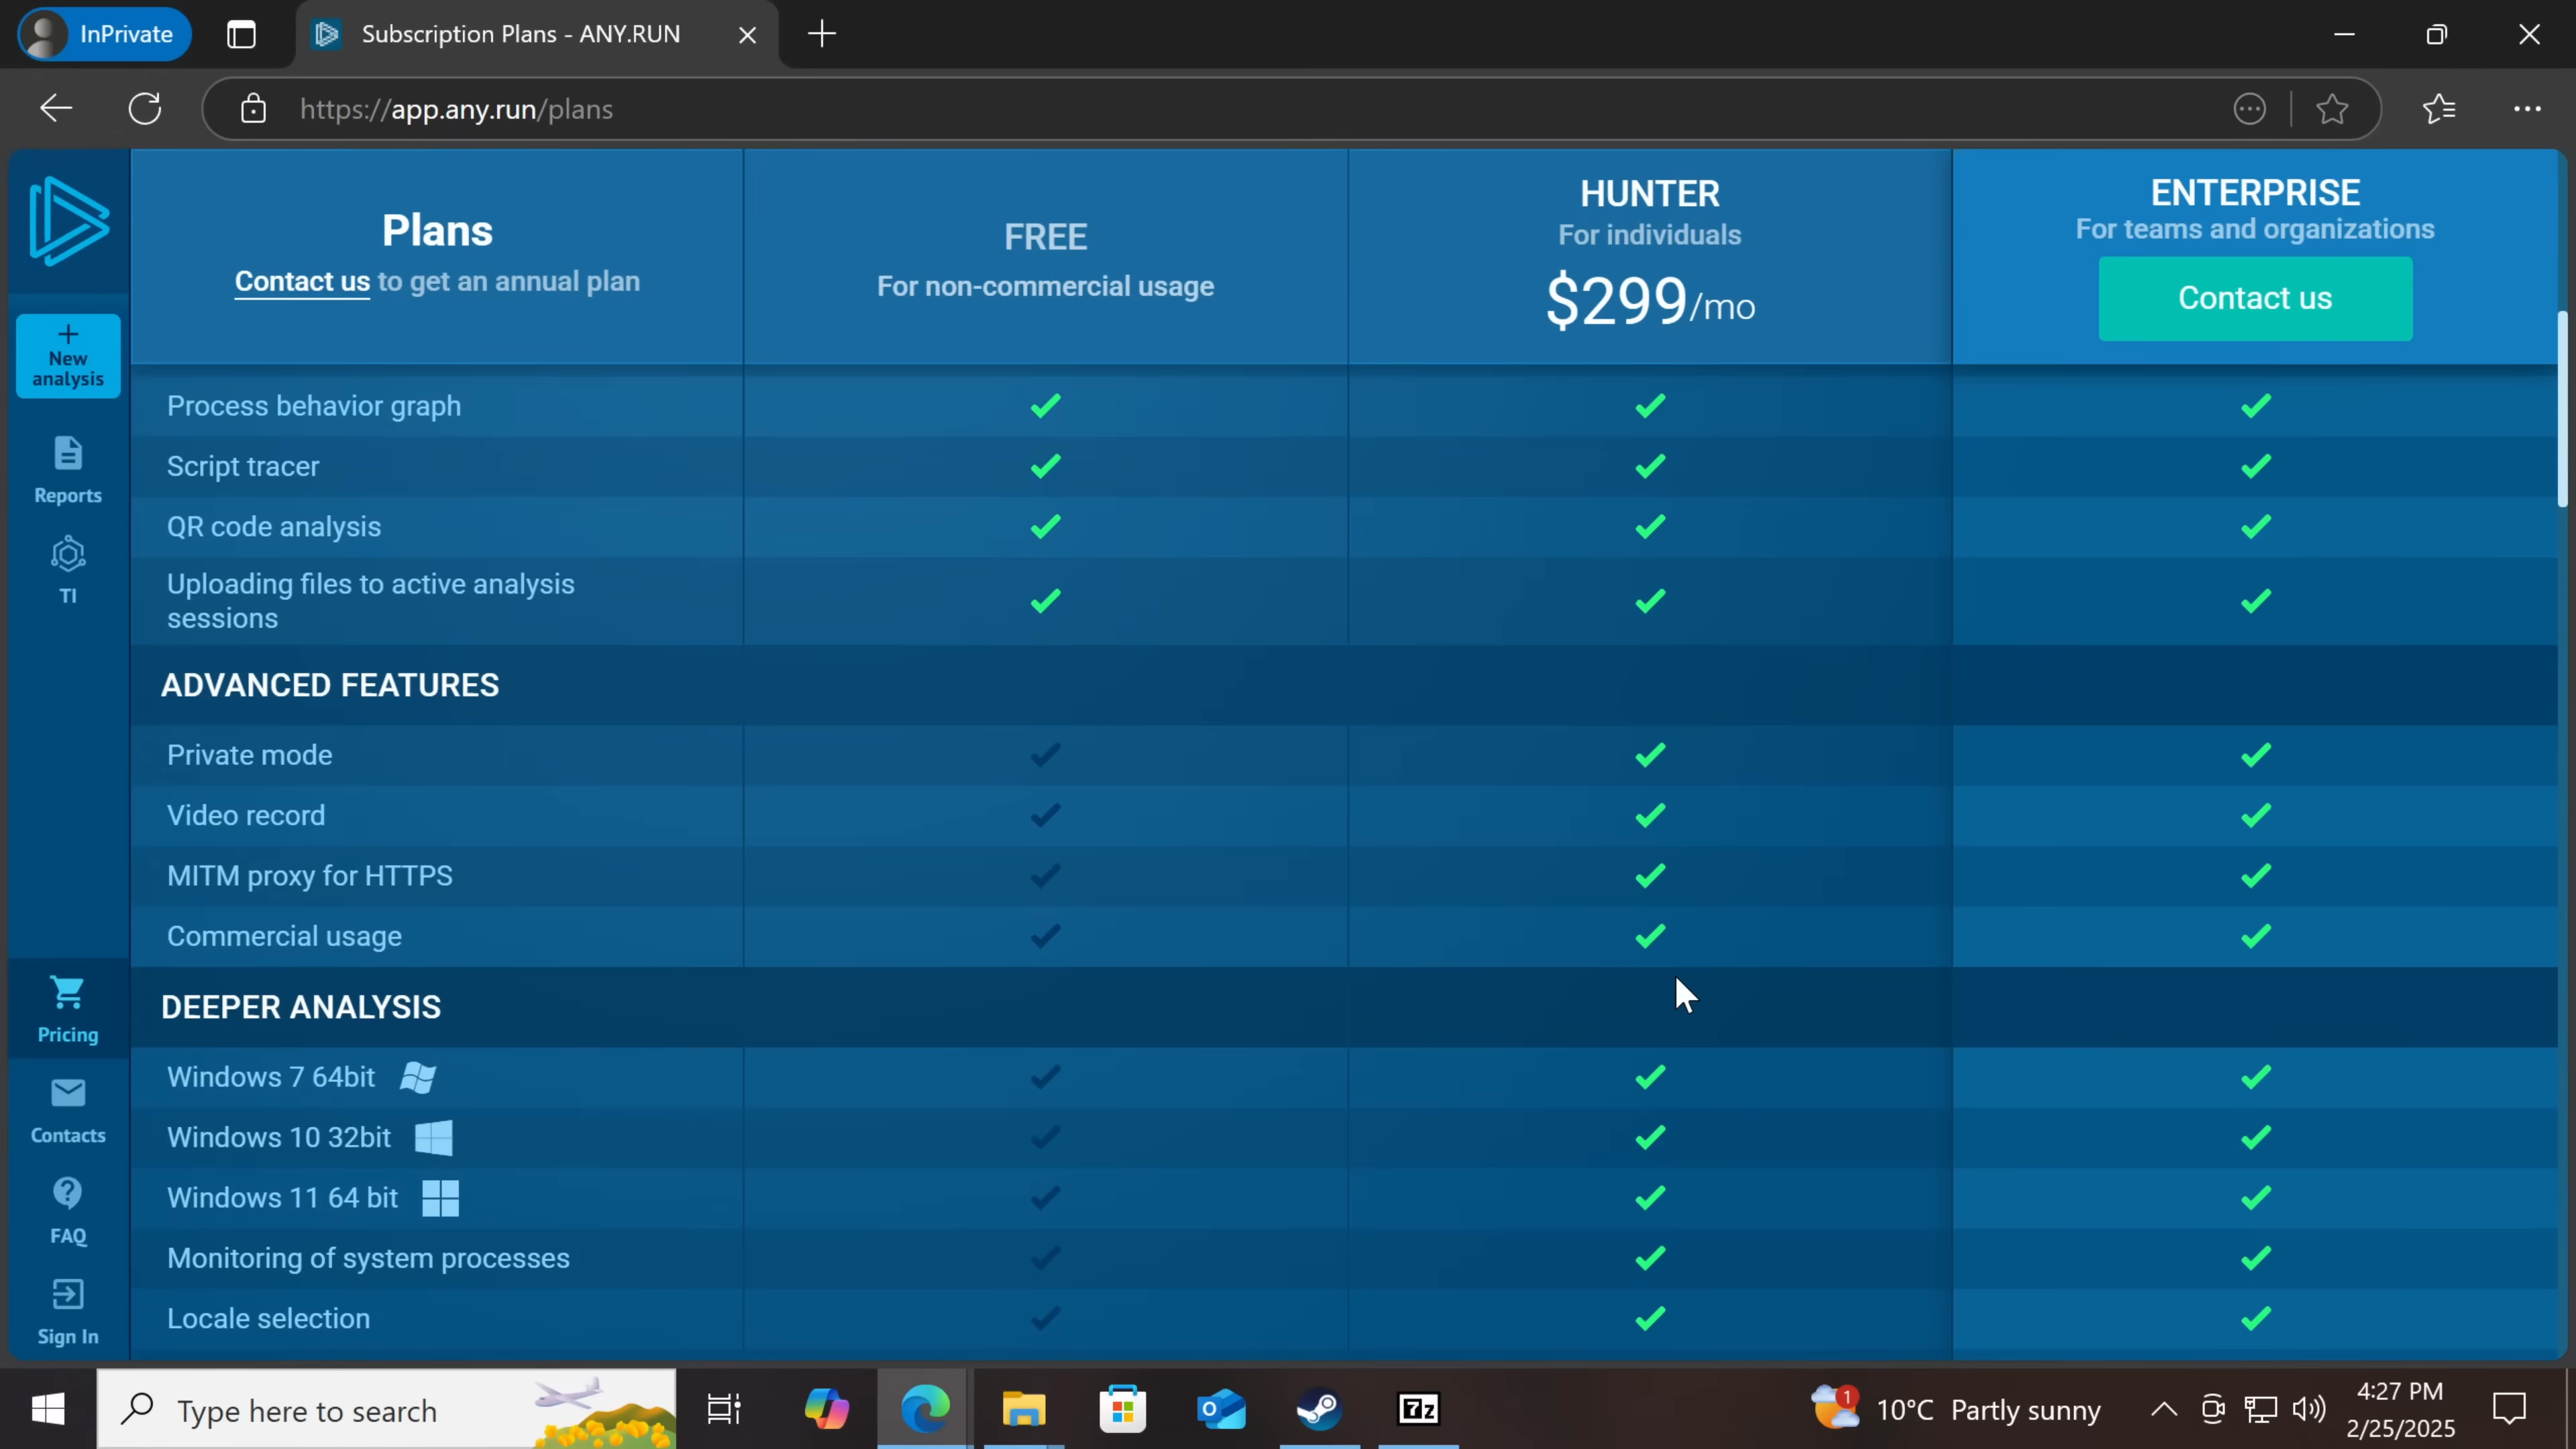 InPrivate
Subscription Plans - ANY.RUN
https://app.any.run/plans
Plans
Contact us to get an annual plan
FREE
For non-commercial usage
HUNTER
For individuals
$299/mo
ENTERPRISE
For teams and organizations
Contact us
New
analysis
Reports
TI
Pricing
Contacts
FAQ
Sign In
Process behavior graph
Script tracer
QR code analysis
Uploading files to active analysis
sessions
ADVANCED FEATURES
Private mode
Video record
MITM proxy for HTTPS
Commercial usage
DEEPER ANALYSIS
Windows 7 64bit
Windows 10 32bit
Windows 11 64 bit
Monitoring of system processes
Locale selection
Type here to search
7z
1
10°C Partly sunny
4:27 PM
2/25/2025